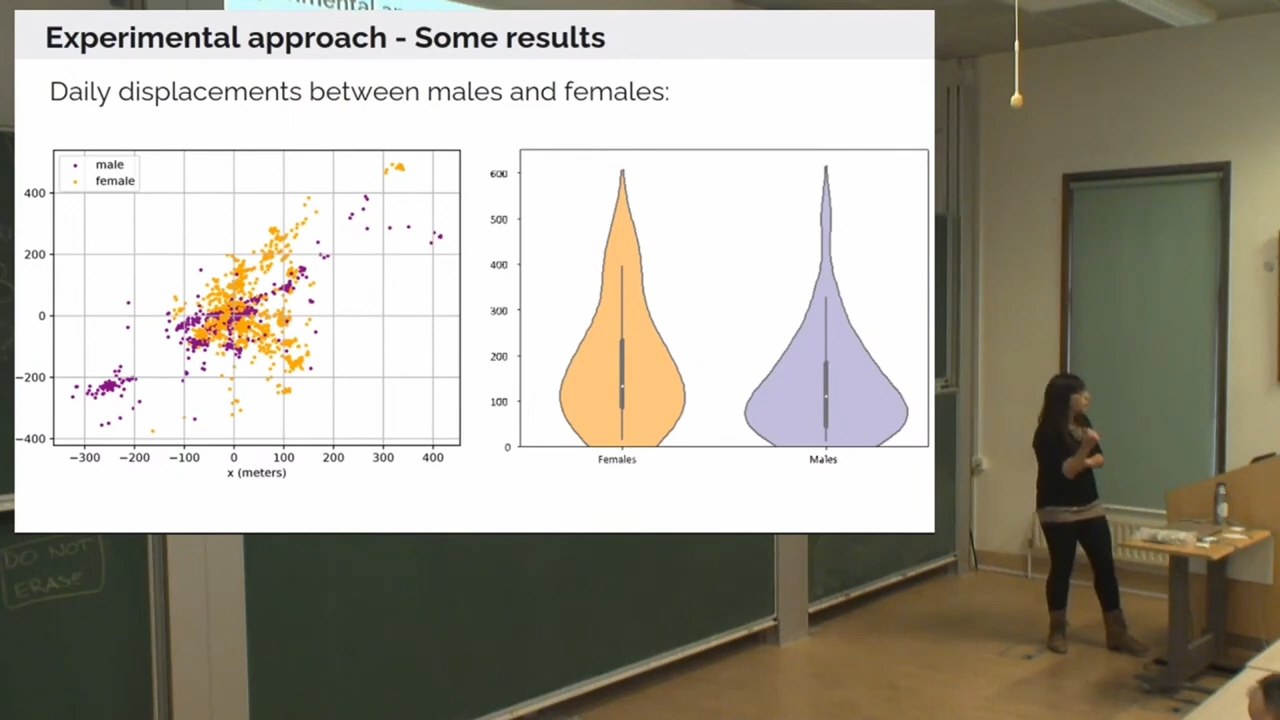 Experimental approach - Some results
Daily displacements between males and females:
male
female
400
200
0
−200
−400
−300
−200
−100
0
100
200
300
400
x (meters)
600
500
400
300
200
100
0
Females
Males
DO NOT
ERASE